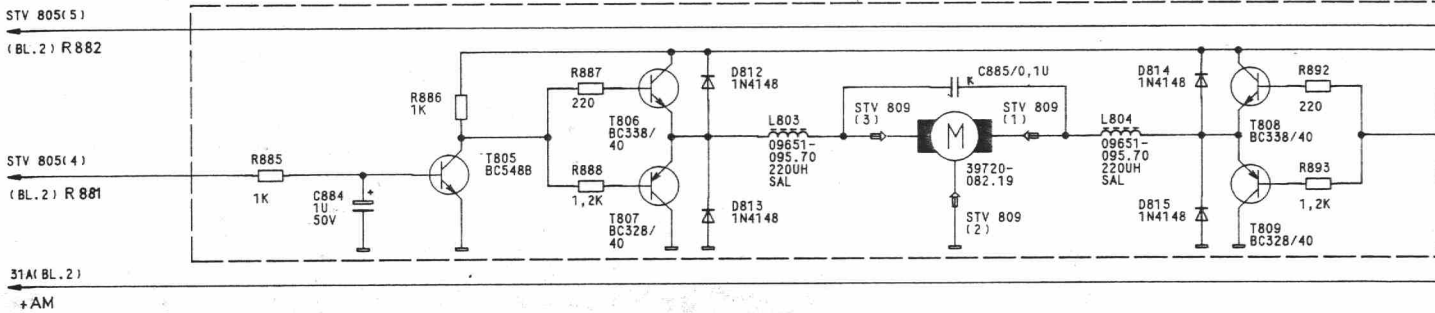 STV 805(5)
(BL.2) R882
STV 805(4)
(BL.2) R881
31A(BL.2)
+AM
R885
1K
C884
1U
50V
+
R886
1K
T805
BC548B
R887
220
T806
BC338/
40
R888
1,2K
T807
BC328/
40
D812
1N4148
D813
1N4148
L803
09651-
095.70
220UH
SAL
C885/0,1U
K
STV 809
(3)
STV 809
(1)
M
39720-
082.19
STV 809
(2)
L804
09651-
095.70
220UH
SAL
D814
1N4148
D815
1N4148
T808
BC338/40
T809
BC328/40
R892
220
R893
1,2K